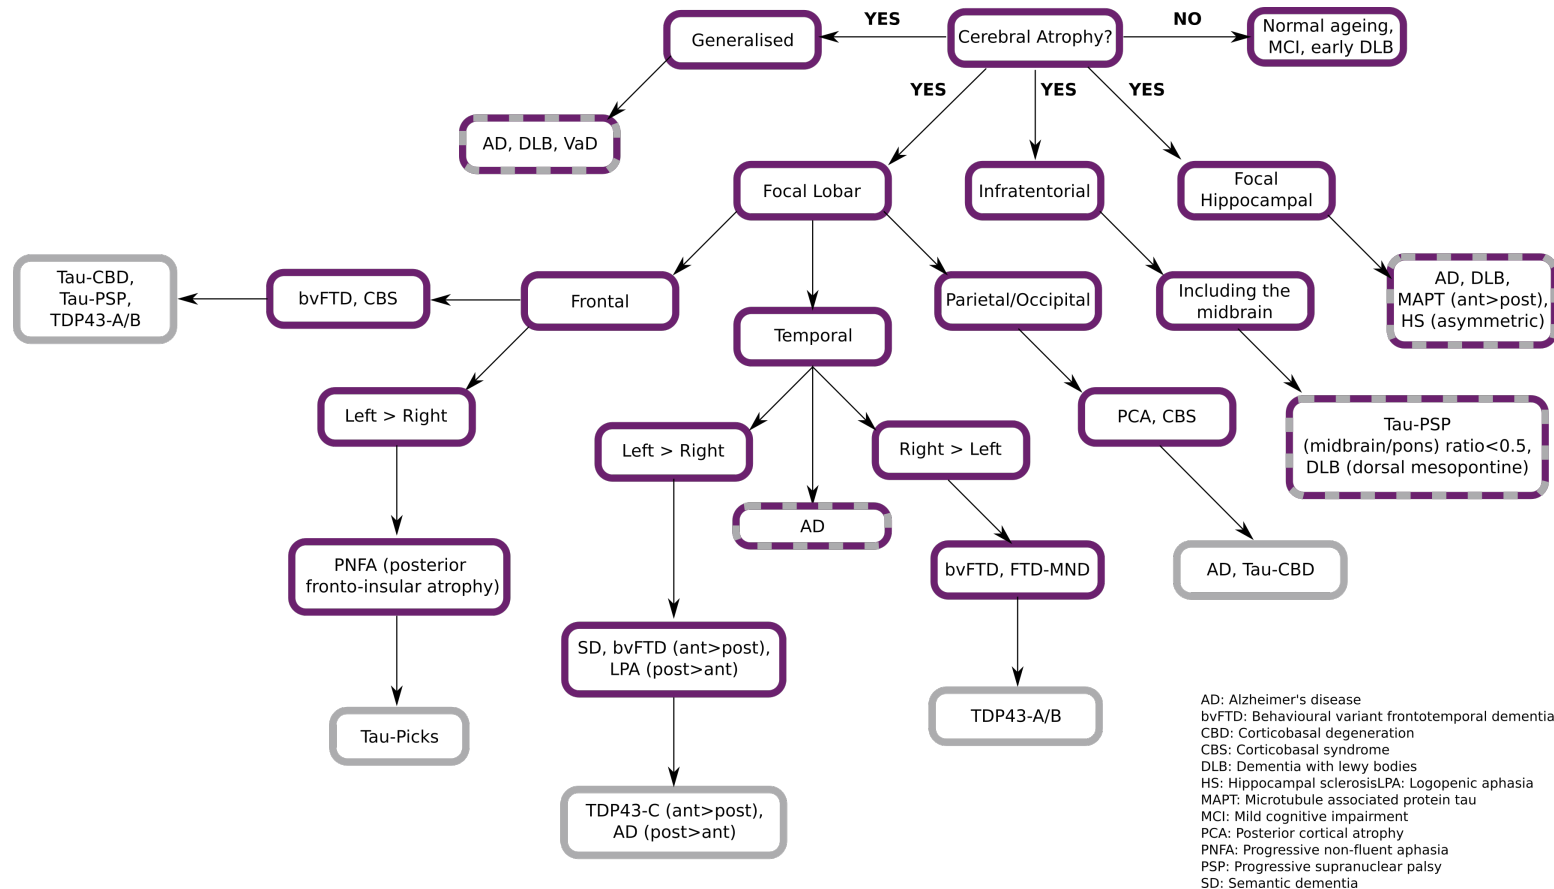 YES
NO
Generalised
Cerebral Atrophy?
Normal ageing,
MCI, early DLB
YES
YES
YES
AD, DLB, VaD
Focal Lobar
Infratentorial
Focal
Hippocampal
Tau-CBD,
Tau-PSP,
TDP43-A/B
bvFTD, CBS
Frontal
Temporal
Parietal/Occipital
Including the
midbrain
AD, DLB,
MAPT (ant>post),
HS (asymmetric)
Left > Right
Left > Right
Right > Left
PCA, CBS
Tau-PSP
(midbrain/pons) ratio<0.5,
DLB (dorsal mesopontine)
AD
PNFA (posterior
fronto-insular atrophy)
bvFTD, FTD-MND
AD, Tau-CBD
SD, bvFTD (ant>post),
LPA (post>ant)
Tau-Picks
TDP43-A/B
TDP43-C (ant>post),
AD (post>ant)
AD: Alzheimer's disease
bvFTD: Behavioural variant frontotemporal dementia
CBD: Corticobasal degeneration
CBS: Corticobasal syndrome
DLB: Dementia with lewy bodies
HS: Hippocampal sclerosisLPA: Logopenic aphasia
MAPT: Microtubule associated protein tau
MCI: Mild cognitive impairment
PCA: Posterior cortical atrophy
PNFA: Progressive non-fluent aphasia
PSP: Progressive supranuclear palsy
SD: Semantic dementia